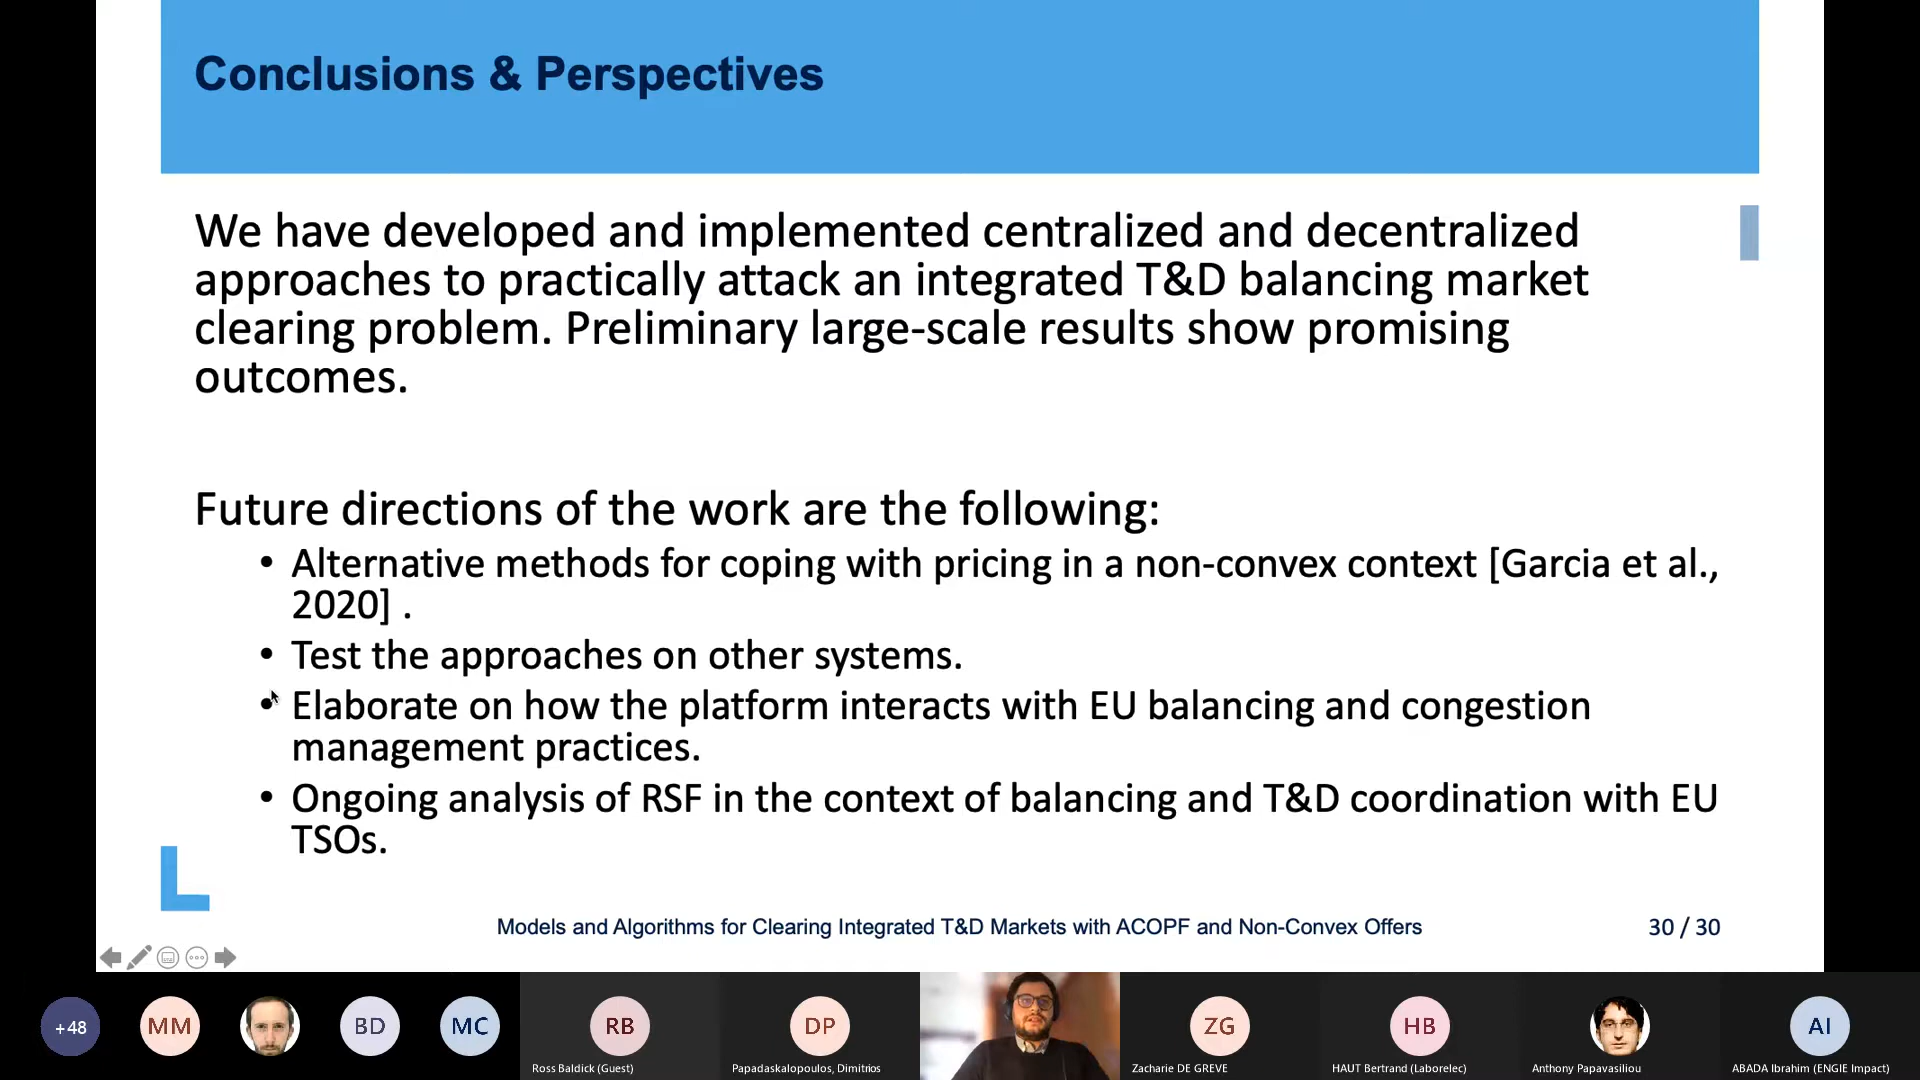 Conclusions & Perspectives
We have developed and implemented centralized and decentralized
approaches to practically attack an integrated T&D balancing market
clearing problem. Preliminary large-scale results show promising
outcomes.
Future directions of the work are the following:
• Alternative methods for coping with pricing in a non-convex context [Garcia et al.,
2020] .
• Test the approaches on other systems.
• Elaborate on how the platform interacts with EU balancing and congestion
management practices.
• Ongoing analysis of RSF in the context of balancing and T&D coordination with EU
TSOs.
Models and Algorithms for Clearing Integrated T&D Markets with ACOPF and Non-Convex Offers
30 / 30
+48
MM
BD
MC
RB
DP
ZG
HB
AI
Ross Baldick (Guest)
Papadaskalopoulos, Dimitrios
Zacharie DE GREVE
HAUT Bertrand (Laborelec)
Anthony Papavasiliou
ABADA Ibrahim (ENGIE Impact)